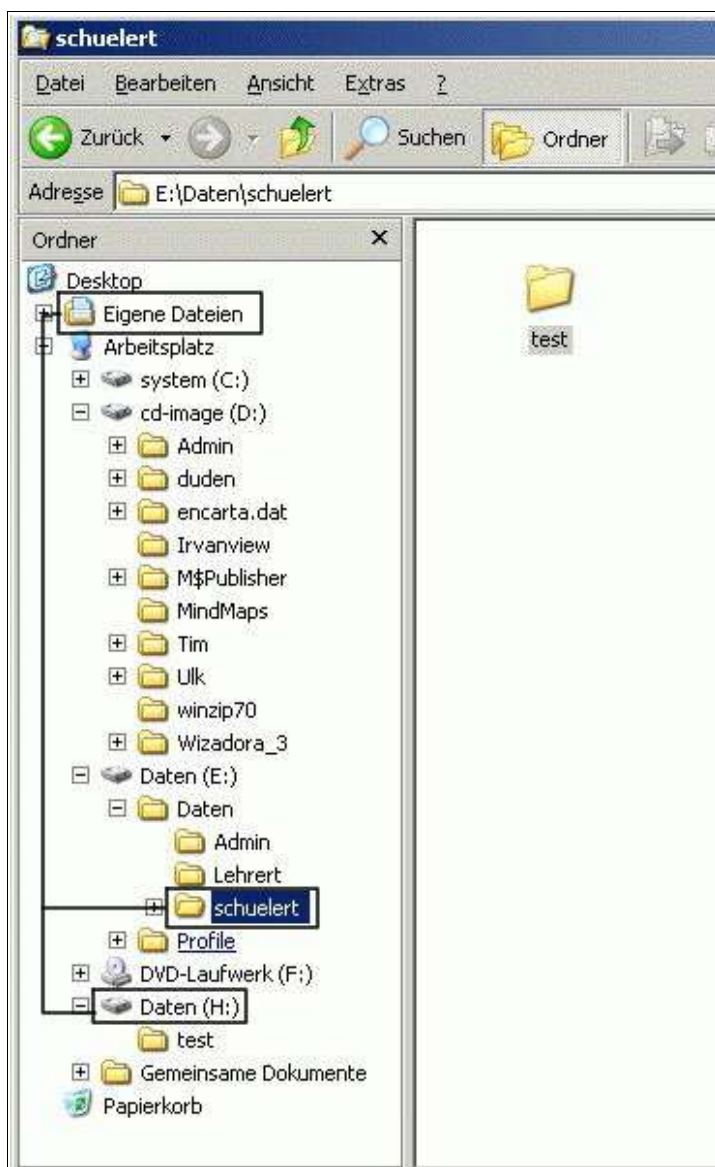 schuelert
Datei Bearbeiten Ansicht Extras ?
Zurück Suchen Ordner
Adresse E:\Daten\schuelert
Ordner
Desktop
Eigene Dateien
Arbeitsplatz
system (C:)
cd-image (D:)
Admin
duden
encarta.dat
Irvanview
M$Publisher
MindMaps
Tim
Ulk
winzip70
Wizadora_3
Daten (E:)
Daten
Admin
Lehrert
schuelert
Profile
DVD-Laufwerk (F:)
Daten (H:)
test
Gemeinsame Dokumente
Papierkorb
test